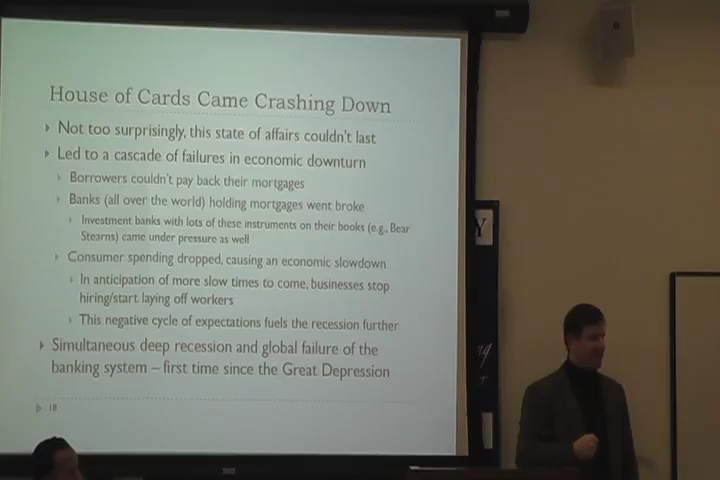 House of Cards Came Crashing Down
Not too surprisingly, this state of affairs couldn't last
Led to a cascade of failures in economic downturn
Borrowers couldn't pay back their mortgages
Banks (all over the world) holding mortgages went broke
Investment banks with lots of these instruments on their books (e.g., Bear
Stearns) came under pressure as well
Consumer spending dropped, causing an economic slowdown
In anticipation of more slow times to come, businesses stop
hiring/start laying off workers
This negative cycle of expectations fuels the recession further
Simultaneous deep recession and global failure of the
banking system – first time since the Great Depression
18
Y